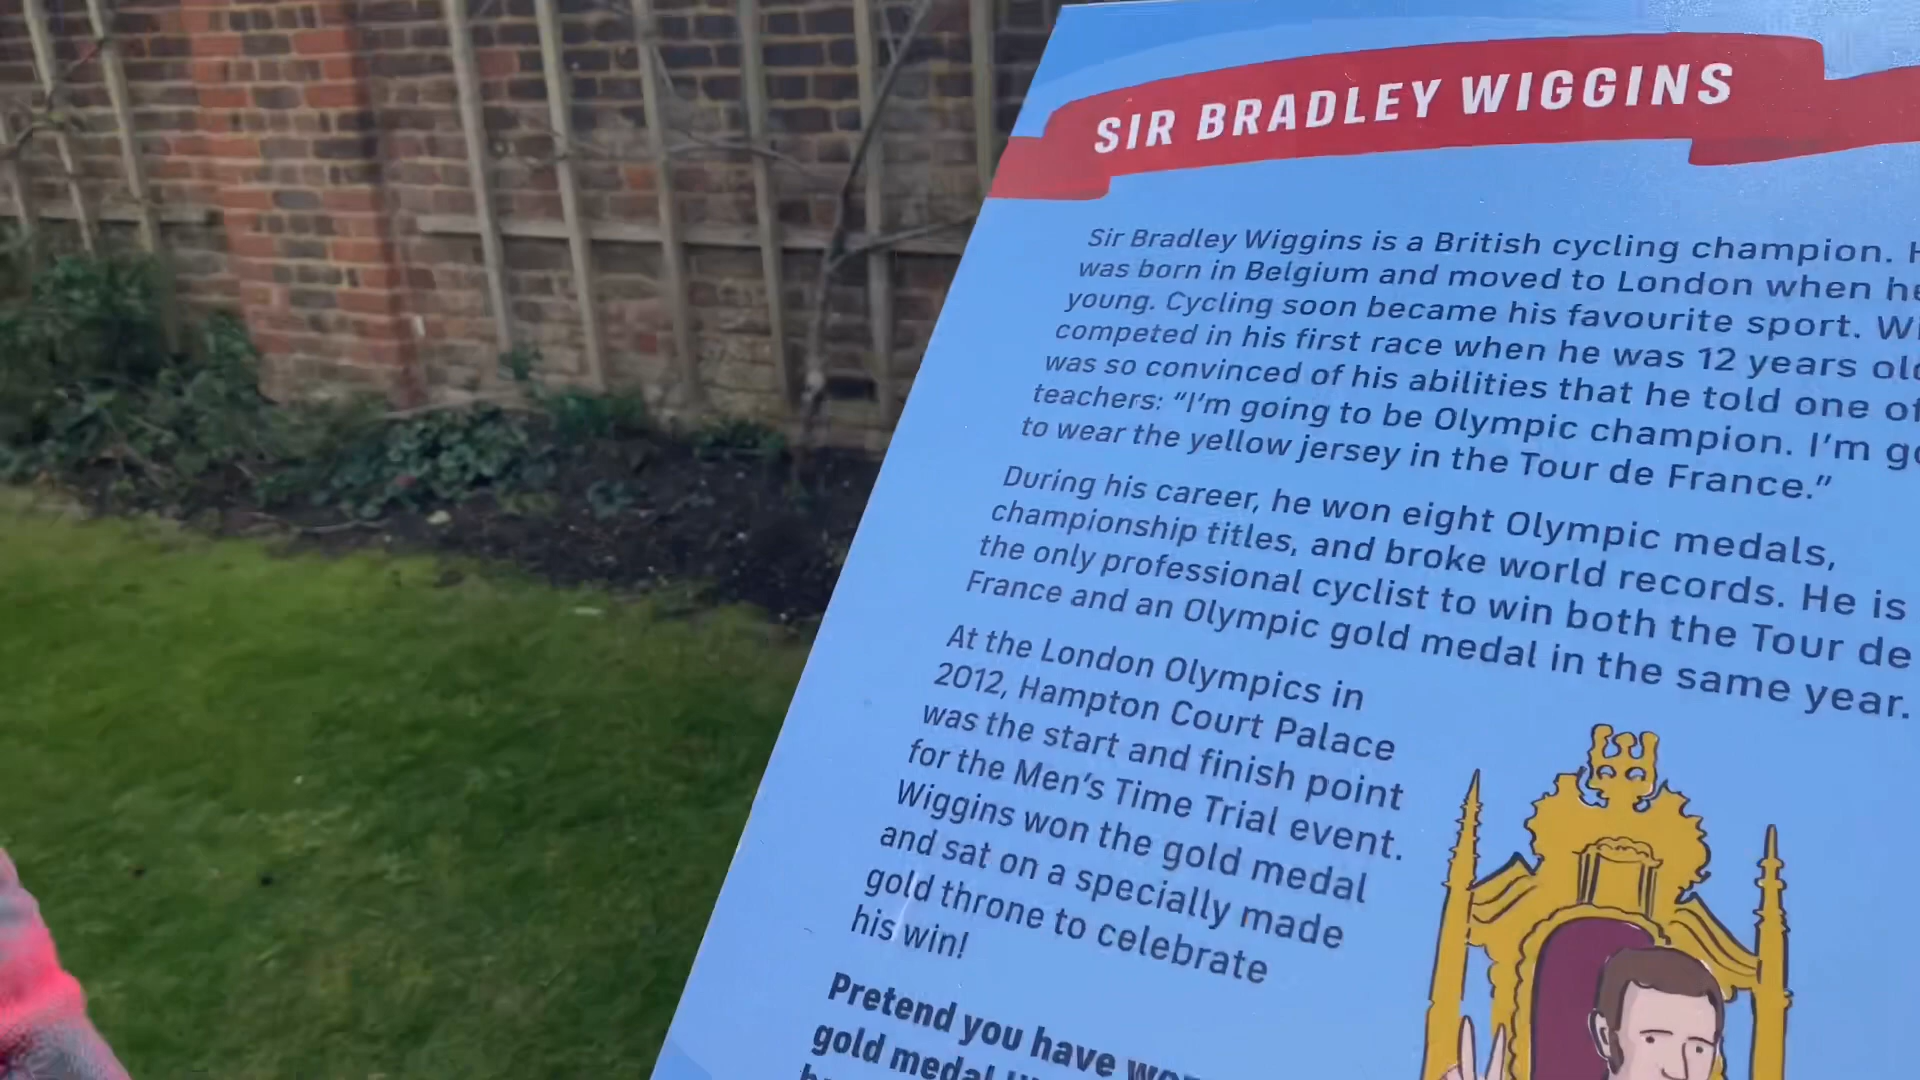 SIR BRADLEY WIGGINS
Sir Bradley Wiggins is a British cycling champion.
was born in Belgium and moved to London when he
young. Cycling soon became his favourite sport.
competed in his first race when he was 12 years old
was so convinced of his abilities that he told one of
teachers: “I’m going to be Olympic champion. I’m
to wear the yellow jersey in the Tour de France.”
During his career, he won eight Olympic medals,
championship titles, and broke world records. He is
the only professional cyclist to win both the Tour de
France and an Olympic gold medal in the same year.
At the London Olympics in
2012, Hampton Court Palace
was the start and finish point
for the Men’s Time Trial event.
Wiggins won the gold medal
and sat on a specially made
gold throne to celebrate
his win!
Pretend you have
gold medal